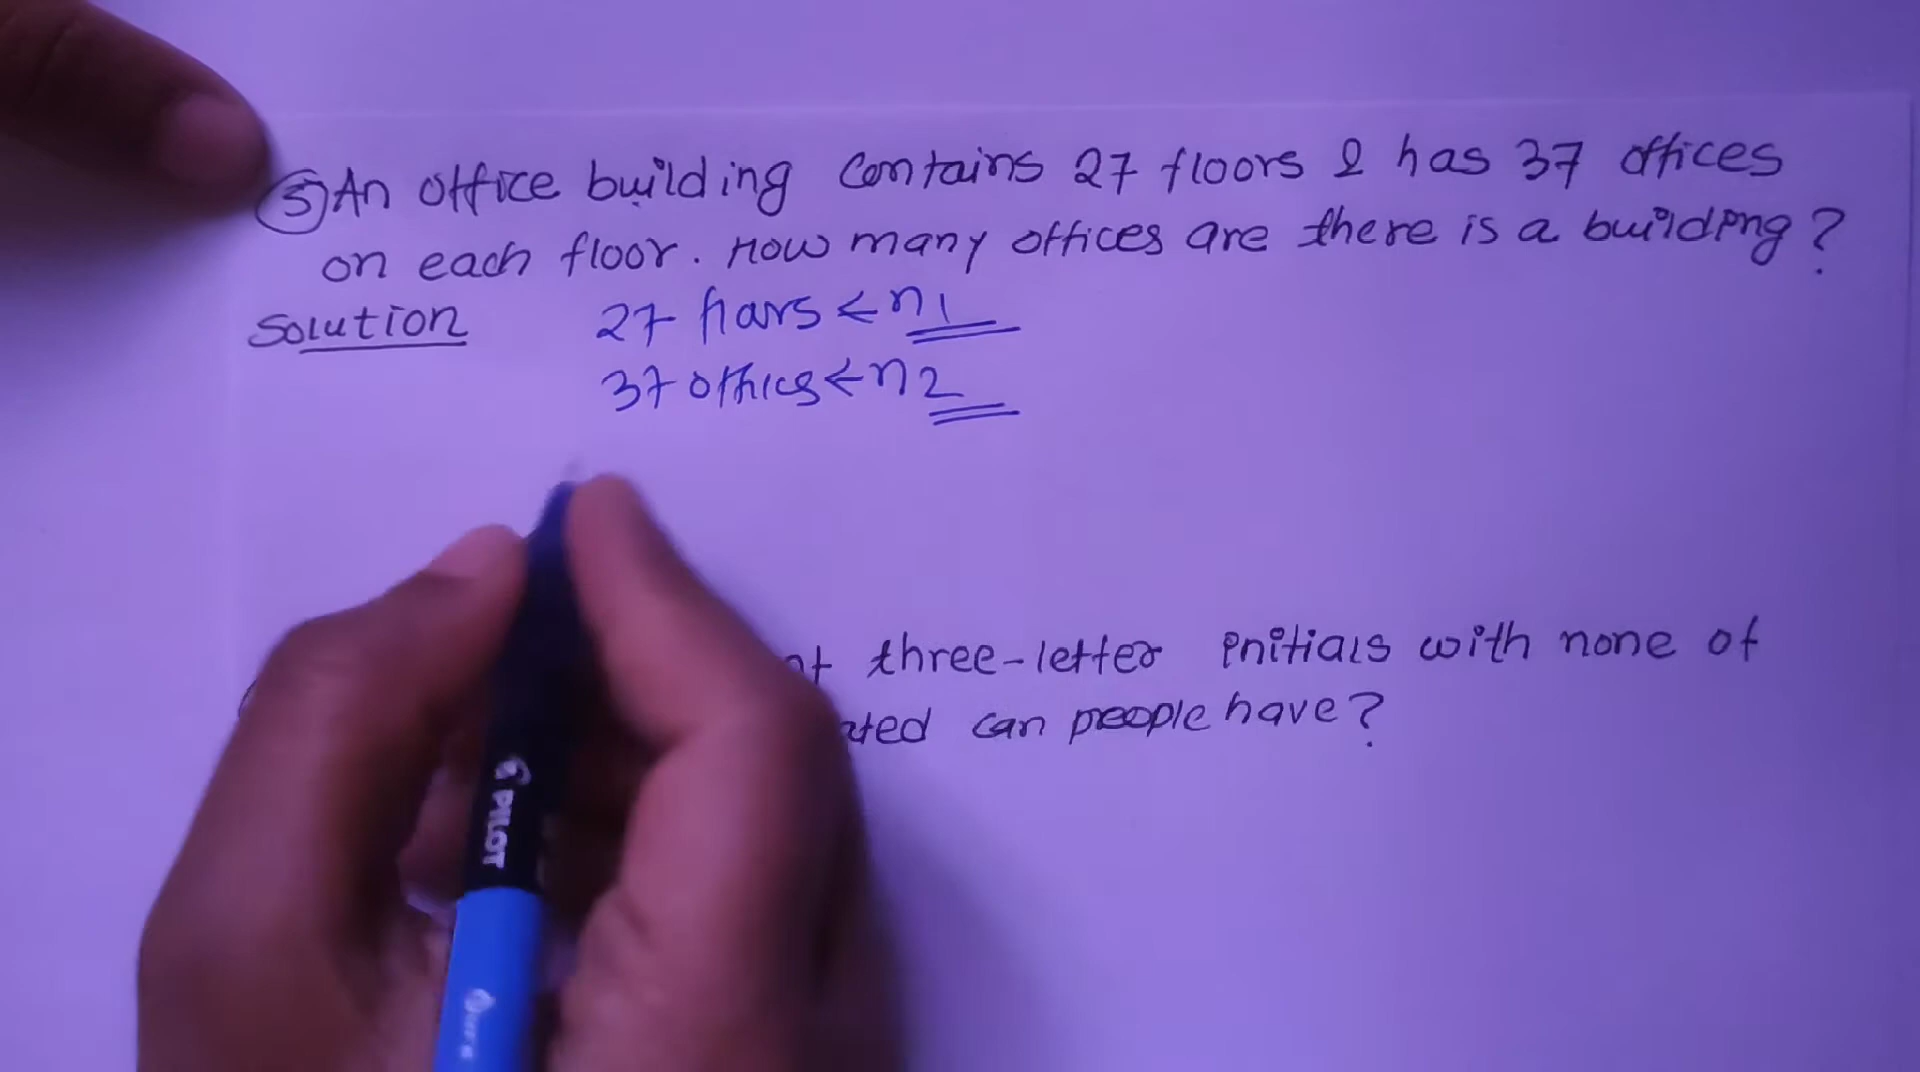 5 An office building contains 27 floors & has 37 offices
on each floor. How many offices are there is a building?
Solution
27 floors ← n1
37 offices ← n2
three-letter initials with none of
can people have?
PILOT